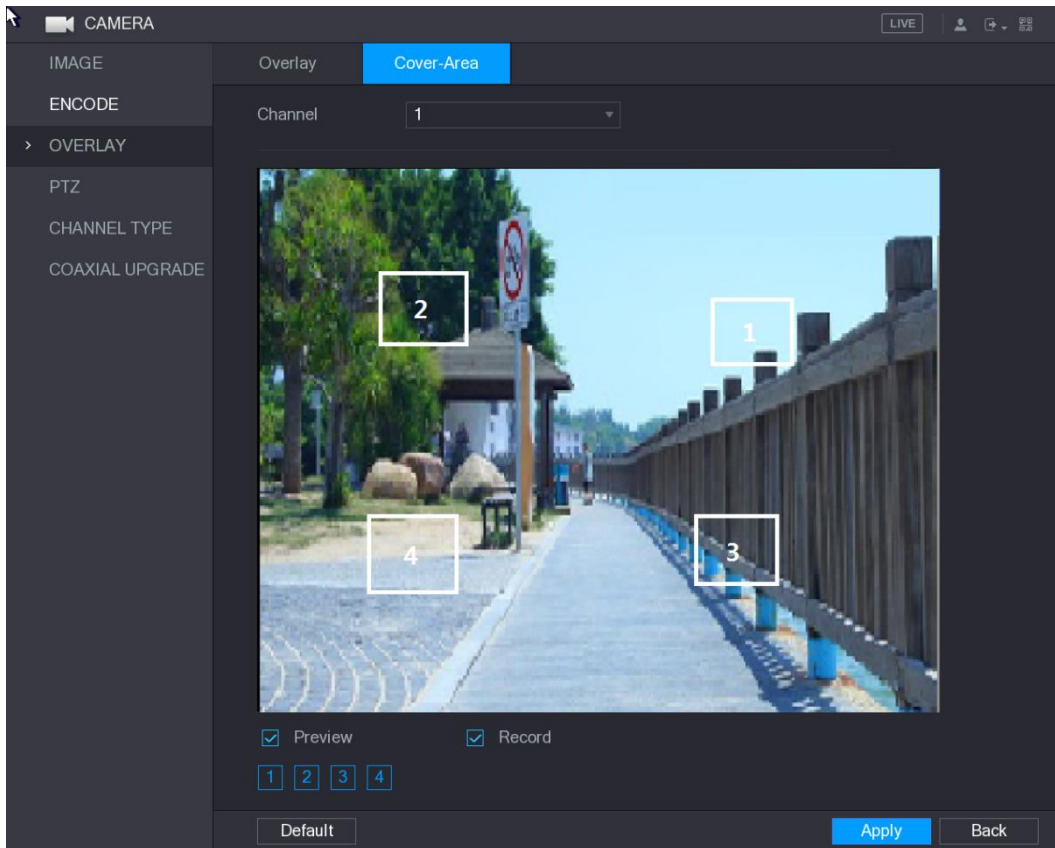 CAMERA
LIVE
IMAGE
ENCODE
OVERLAY
PTZ
CHANNEL TYPE
COAXIAL UPGRADE
Overlay Cover-Area
Channel 1
2
1
4
3
Preview Record
1 2 3 4
Default Apply Back